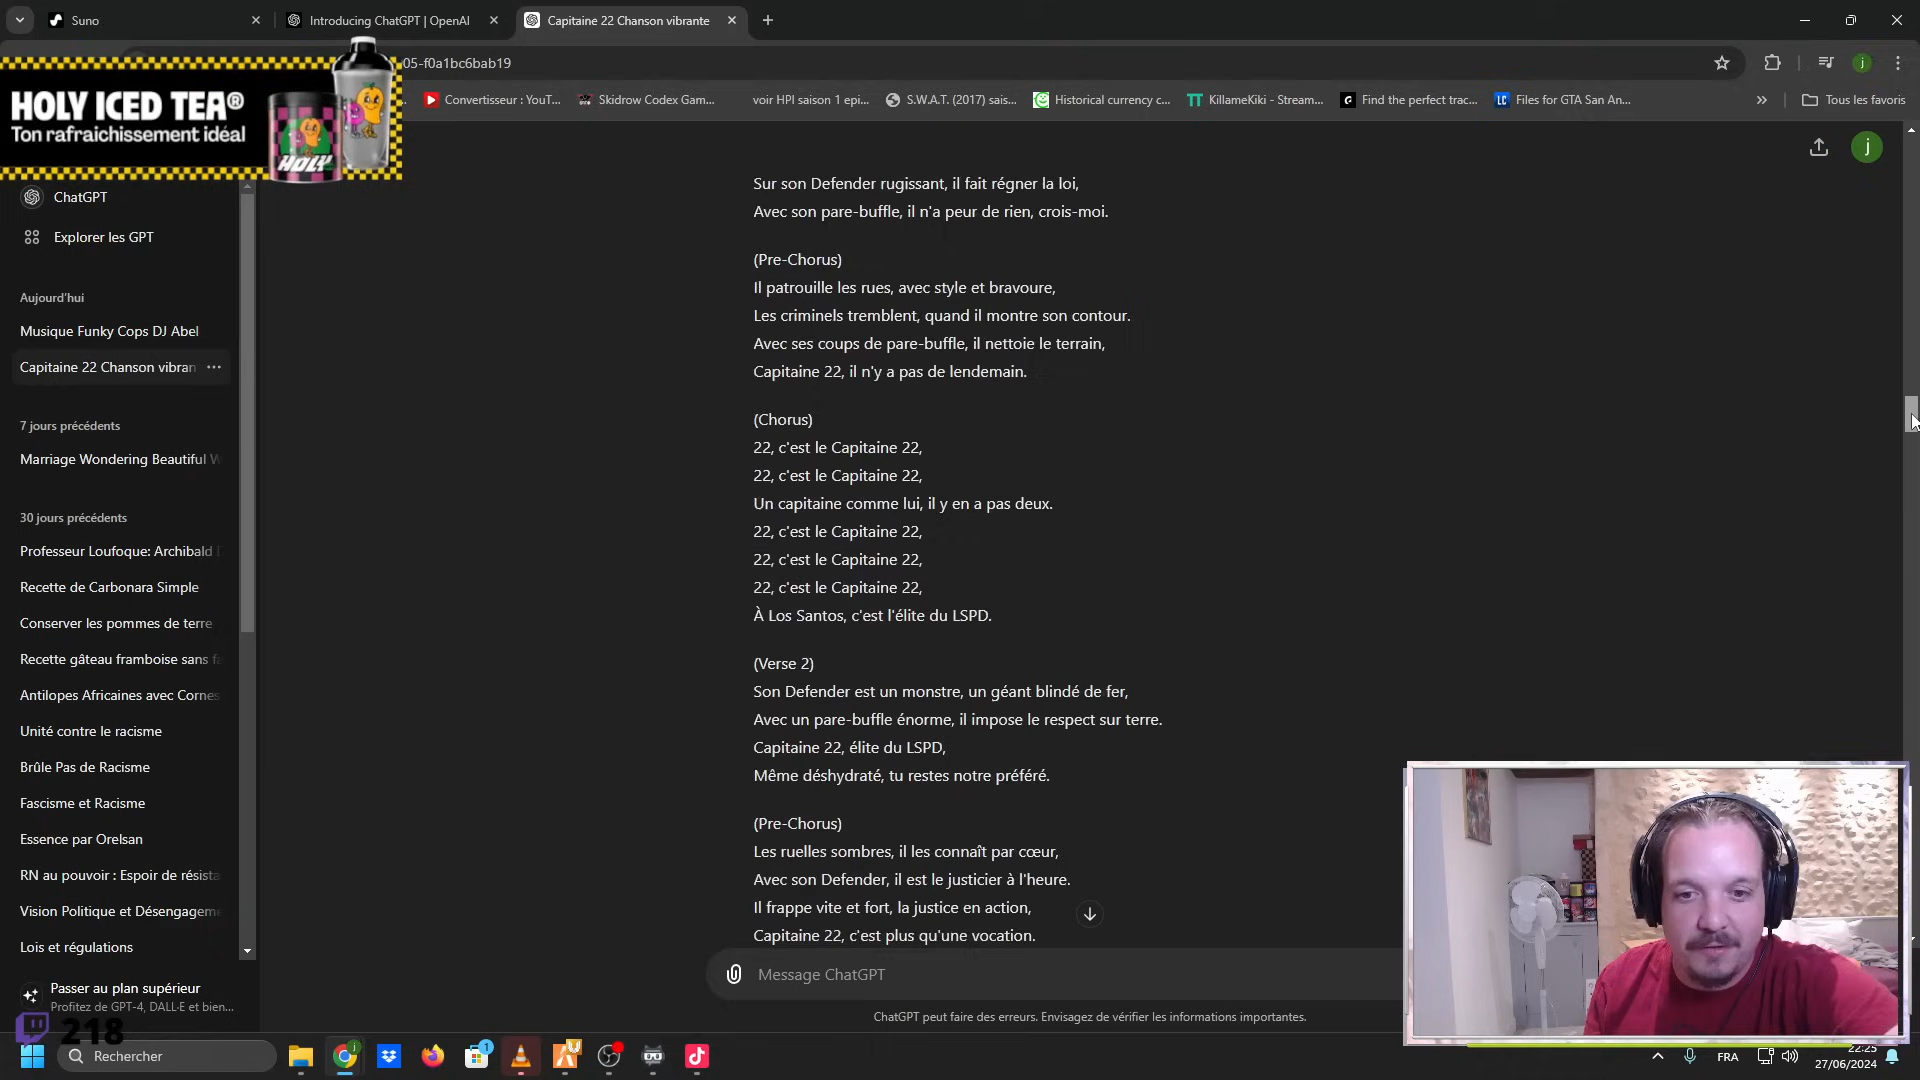 Suno
Introducing ChatGPT | OpenAI
Capitaine 22 Chanson vibrante
05-f0a1bc6bab19
HOLY ICED TEA®
Ton rafraichissement idéal
HOLY
Convertisseur : YouT...
Skidrow Codex Gam...
voir HPI saison 1 epi...
S.W.A.T. (2017) sais...
Historical currency c...
KillameKiki - Stream...
Find the perfect trac...
LC
Files for GTA San An...
Tous les favoris
ChatGPT
Explorer les GPT
Aujourd'hui
Musique Funky Cops DJ Abel
Capitaine 22 Chanson vibran
7 jours précédents
Marriage Wondering Beautiful W
30 jours précédents
Professeur Loufoque: Archibald
Recette de Carbonara Simple
Conserver les pommes de terre
Recette gâteau framboise sans fa
Antilopes Africaines avec Cornes
Unité contre le racisme
Brûle Pas de Racisme
Fascisme et Racisme
Essence par Orelsan
RN au pouvoir : Espoir de résista
Vision Politique et Désengageme
Lois et régulations
Passer au plan supérieur
Profitez de GPT-4, DALL·E et bien...
218
j
j
Sur son Defender rugissant, il fait régner la loi,
Avec son pare-buffle, il n'a peur de rien, crois-moi.
(Pre-Chorus)
Il patrouille les rues, avec style et bravoure,
Les criminels tremblent, quand il montre son contour.
Avec ses coups de pare-buffle, il nettoie le terrain,
Capitaine 22, il n'y a pas de lendemain.
(Chorus)
22, c'est le Capitaine 22,
22, c'est le Capitaine 22,
Un capitaine comme lui, il y en a pas deux.
22, c'est le Capitaine 22,
22, c'est le Capitaine 22,
22, c'est le Capitaine 22,
À Los Santos, c'est l'élite du LSPD.
(Verse 2)
Son Defender est un monstre, un géant blindé de fer,
Avec un pare-buffle énorme, il impose le respect sur terre.
Capitaine 22, élite du LSPD,
Même déshydraté, tu restes notre préféré.
(Pre-Chorus)
Les ruelles sombres, il les connaît par cœur,
Avec son Defender, il est le justicier à l'heure.
Il frappe vite et fort, la justice en action,
Capitaine 22, c'est plus qu'une vocation.
Message ChatGPT
ChatGPT peut faire des erreurs. Envisagez de vérifier les informations importantes.
Rechercher
1
FRA
22:25
27/06/2024